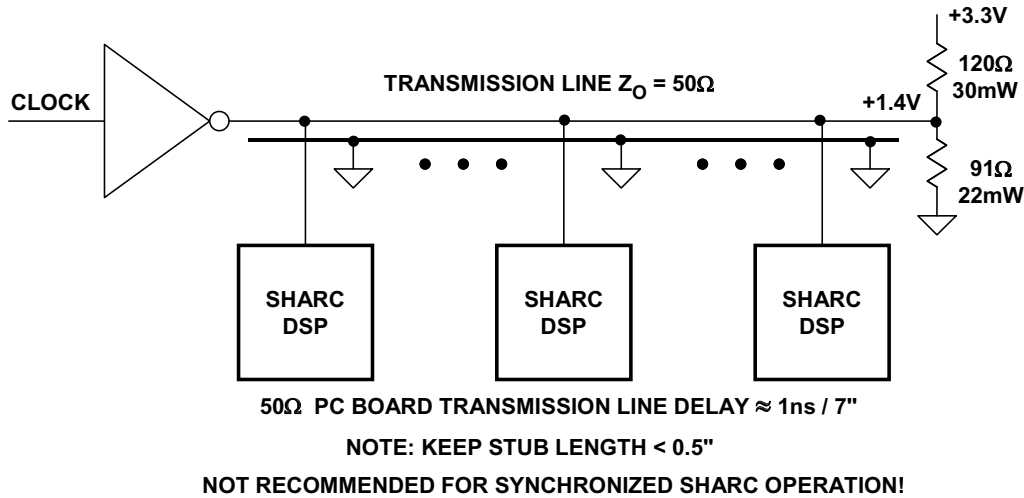 +3.3V
120Ω
30mW
TRANSMISSION LINE ZO = 50Ω
+1.4V
CLOCK
91Ω
22mW
SHARC
DSP
SHARC
DSP
SHARC
DSP
50Ω PC BOARD TRANSMISSION LINE DELAY ≈ 1ns / 7"
NOTE: KEEP STUB LENGTH < 0.5"
NOT RECOMMENDED FOR SYNCHRONIZED SHARC OPERATION!